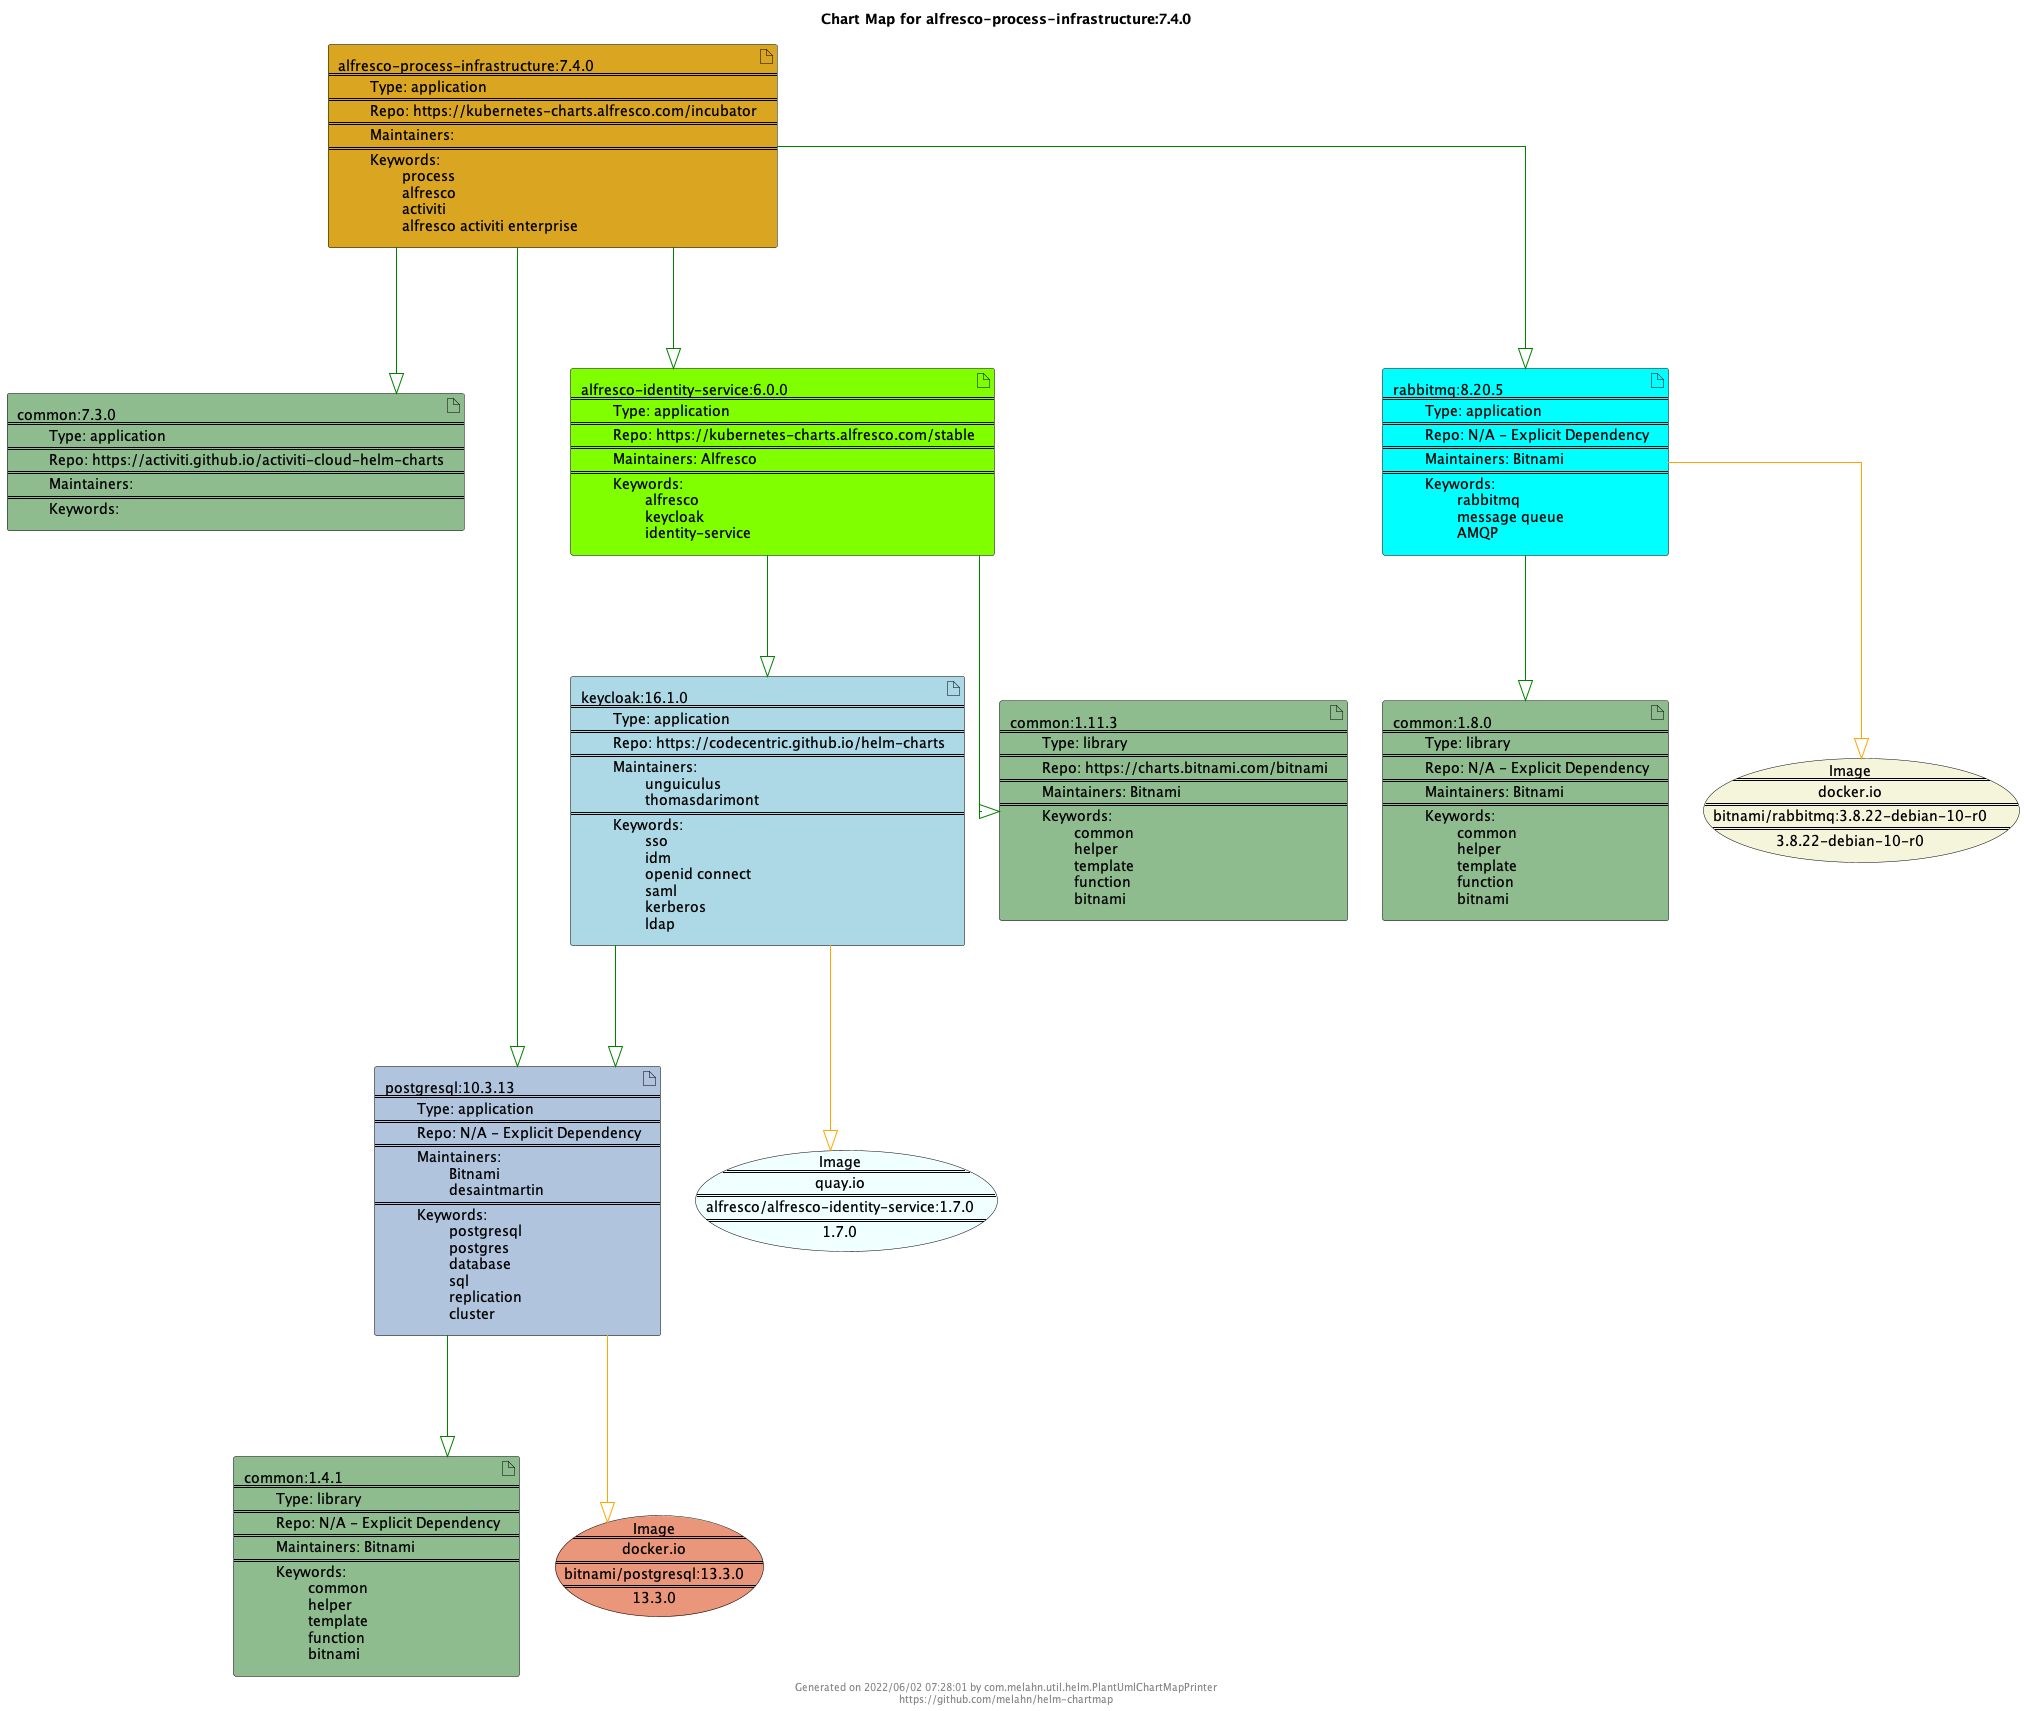 Chart Map for alfresco-process-infrastructure:7.4.0
alfresco-process-infrastructure:7.4.0
Type: application
Repo: https://kubernetes-charts.alfresco.com/incubator
Maintainers:
Keywords:
process
alfresco
activiti
alfresco activiti enterprise
common:7.3.0
Type: application
Repo: https://activiti.github.io/activiti-cloud-helm-charts
Maintainers:
Keywords:
alfresco-identity-service:6.0.0
Type: application
Repo: https://kubernetes-charts.alfresco.com/stable
Maintainers: Alfresco
Keywords:
alfresco
keycloak
identity-service
rabbitmq:8.20.5
Type: application
Repo: N/A - Explicit Dependency
Maintainers: Bitnami
Keywords:
rabbitmq
message queue
AMQP
keycloak:16.1.0
Type: application
Repo: https://codecentric.github.io/helm-charts
Maintainers:
unguiculus
thomasdarimont
Keywords:
sso
idm
openid connect
saml
kerberos
ldap
common:1.11.3
Type: library
Repo: https://charts.bitnami.com/bitnami
Maintainers: Bitnami
Keywords:
common
helper
template
function
bitnami
common:1.8.0
Type: library
Repo: N/A - Explicit Dependency
Maintainers: Bitnami
Keywords:
common
helper
template
function
bitnami
Image
docker.io
bitnami/rabbitmq:3.8.22-debian-10-r0
3.8.22-debian-10-r0
postgresql:10.3.13
Type: application
Repo: N/A - Explicit Dependency
Maintainers:
Bitnami
desaintmartin
Keywords:
postgresql
postgres
database
sql
replication
cluster
Image
quay.io
alfresco/alfresco-identity-service:1.7.0
1.7.0
common:1.4.1
Type: library
Repo: N/A - Explicit Dependency
Maintainers: Bitnami
Keywords:
common
helper
template
function
bitnami
Image
docker.io
bitnami/postgresql:13.3.0
13.3.0
Generated on 2022/06/02 07:28:01 by com.melahn.util.helm.PlantUmlChartMapPrinter
https://github.com/melahn/helm-chartmap